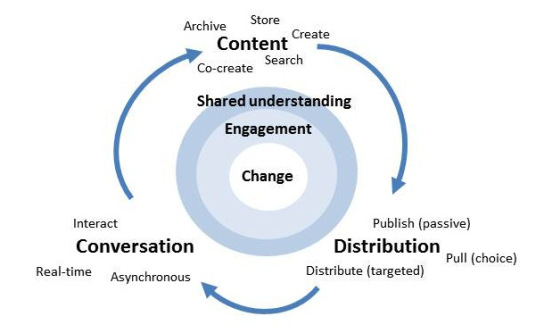 Store
Archive
Create
Content
Search
Co-create
Shared understanding
Engagement
Change
Interact
Publish (passive)
Conversation
Distribution
Pull (choice)
Real-time
Asynchronous
Distribute (targeted)